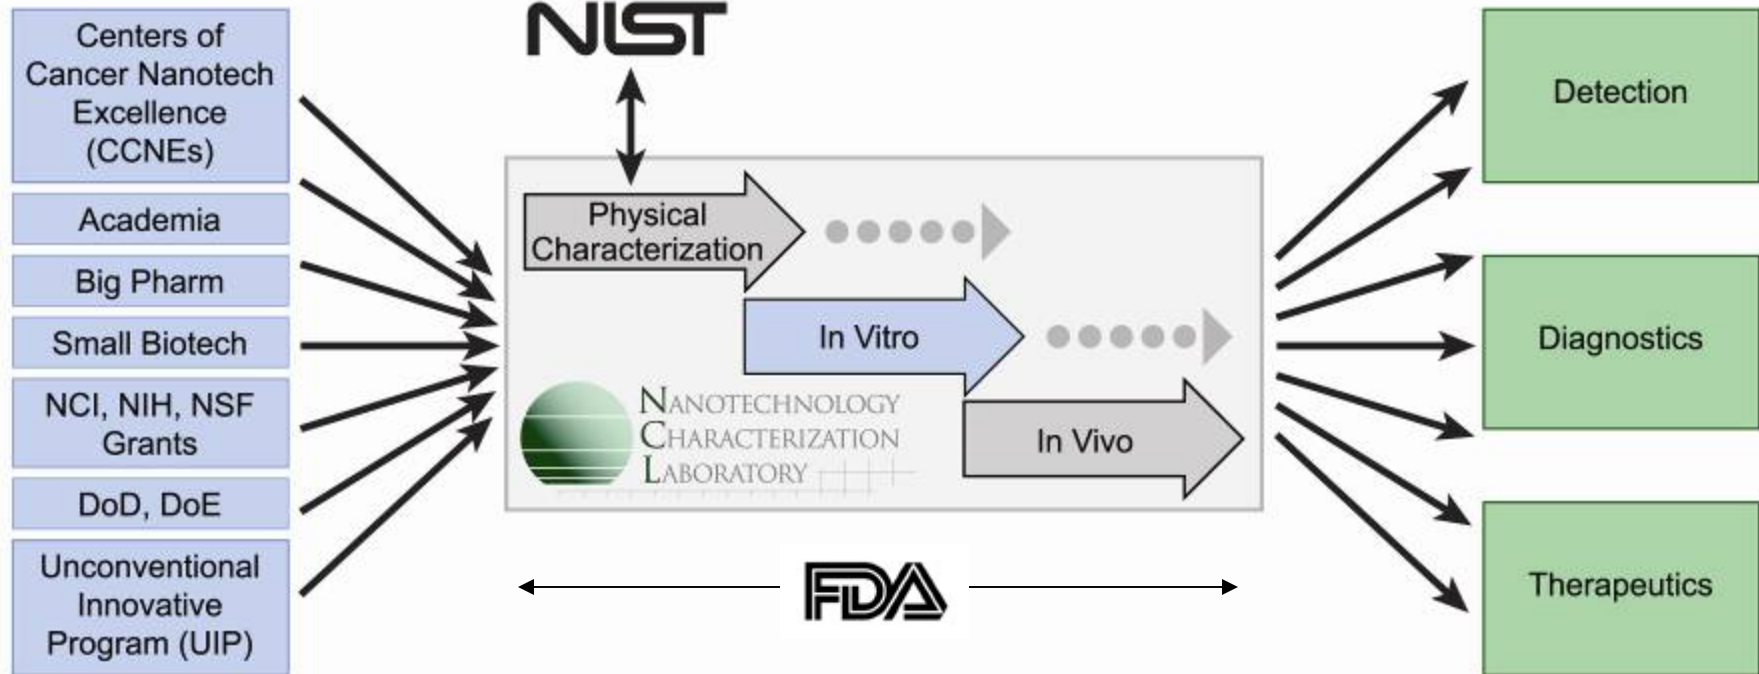 Centers of
Cancer Nanotech
Excellence
(CCNEs)
Academia
Big Pharm
Small Biotech
NCI, NIH, NSF
Grants
DoD, DoE
Unconventional
Innovative
Program (UIP)
NIST
Physical
Characterization
In Vitro
In Vivo
NANOTECHNOLOGY
CHARACTERIZATION
LABORATORY
FDA
Detection
Diagnostics
Therapeutics